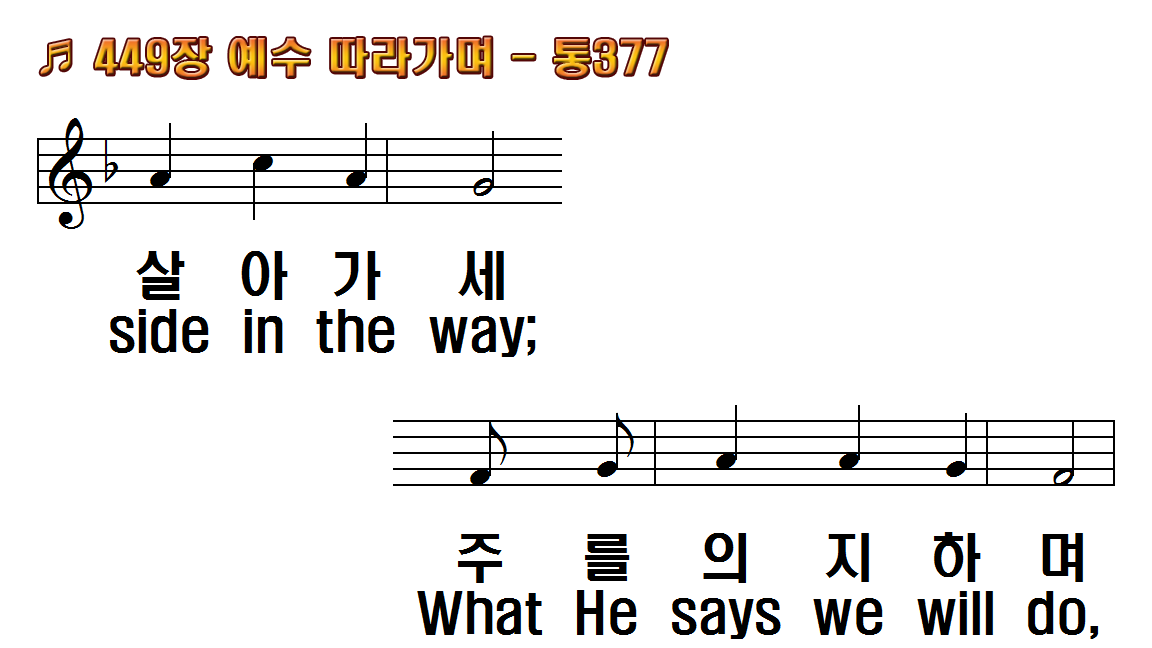 ♬ 449장 예수 따라가며 - 통377
살 아 가 세
side in the way;
주 를 의 지 하 며
What He says we will do,